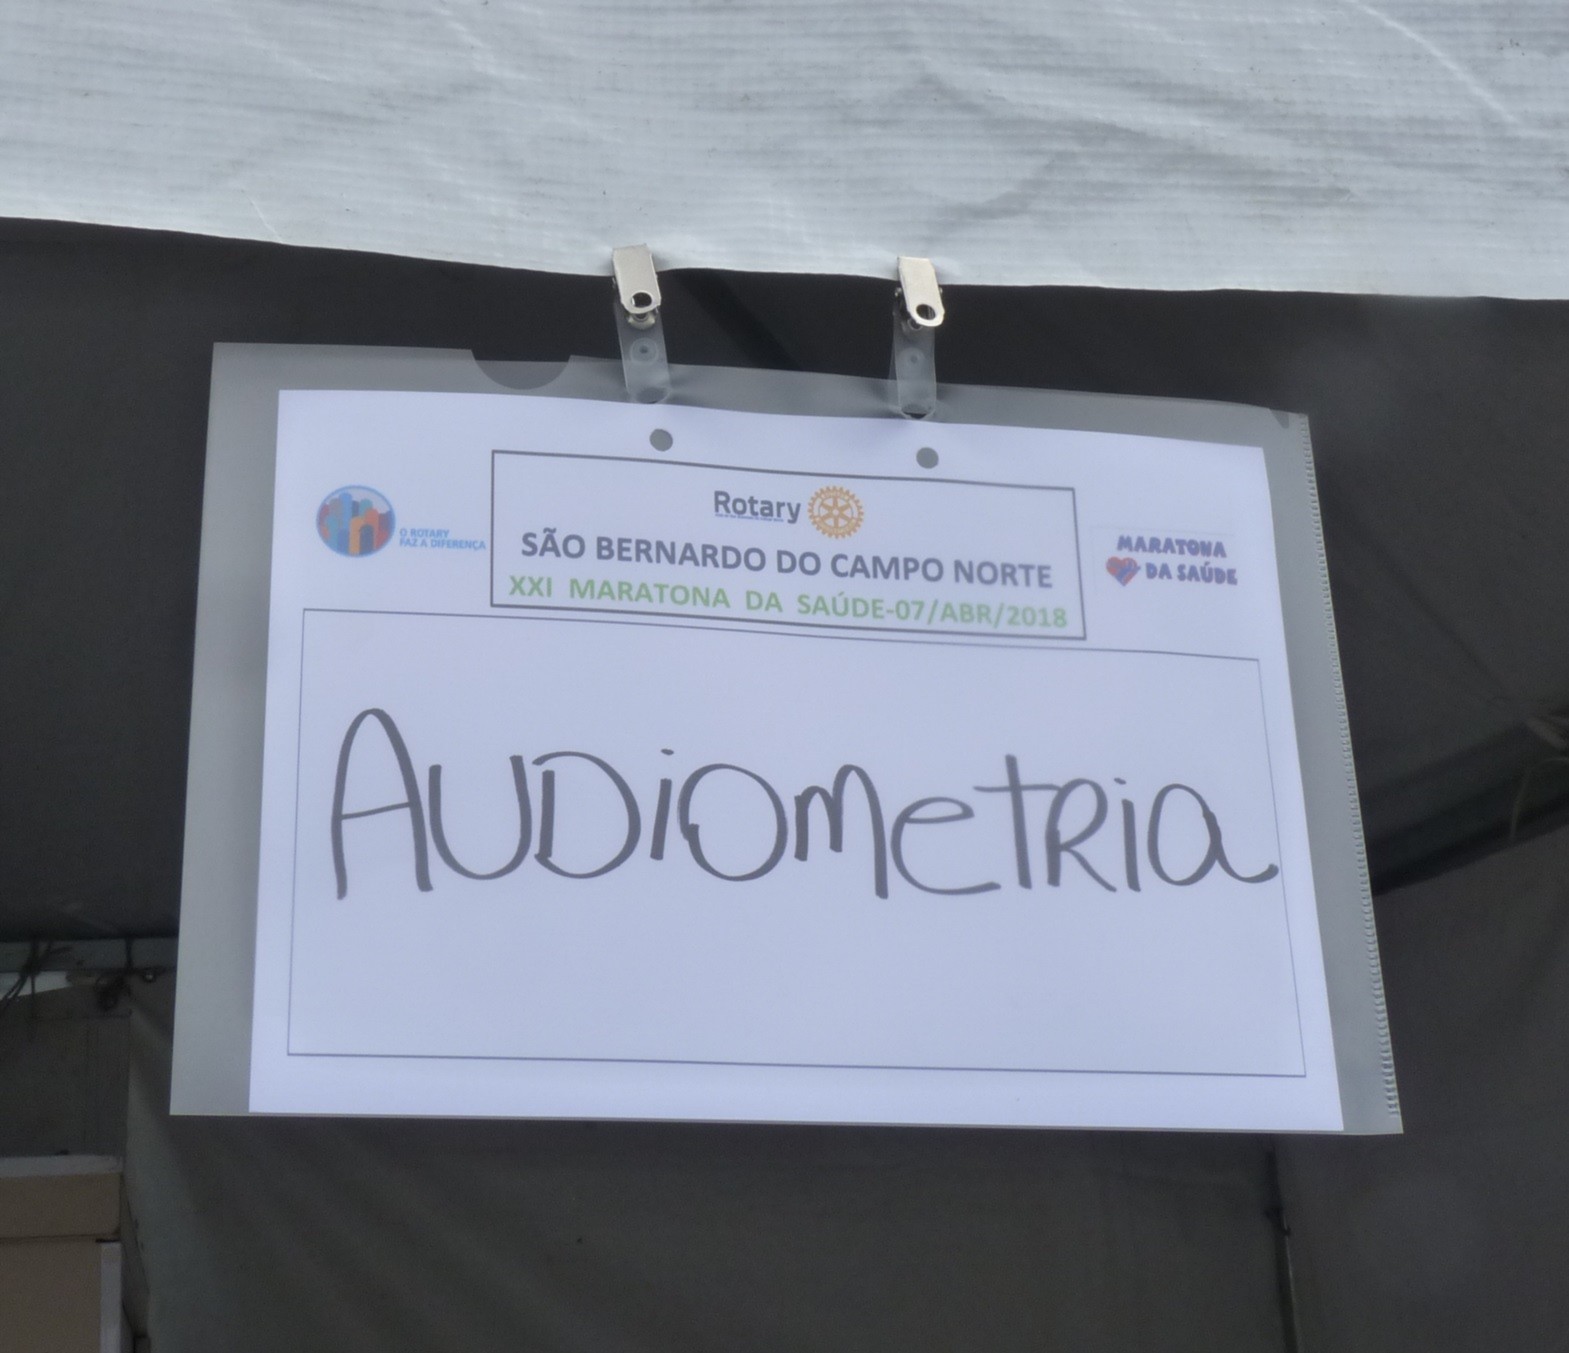 O ROTARY
FAZ A DIFERENÇA
Rotary
SÃO BERNARDO DO CAMPO NORTE
XXI MARATONA DA SAÚDE-07/ABR/2018
MARATONA
DA SAÚDE
AUDiOMeTRia